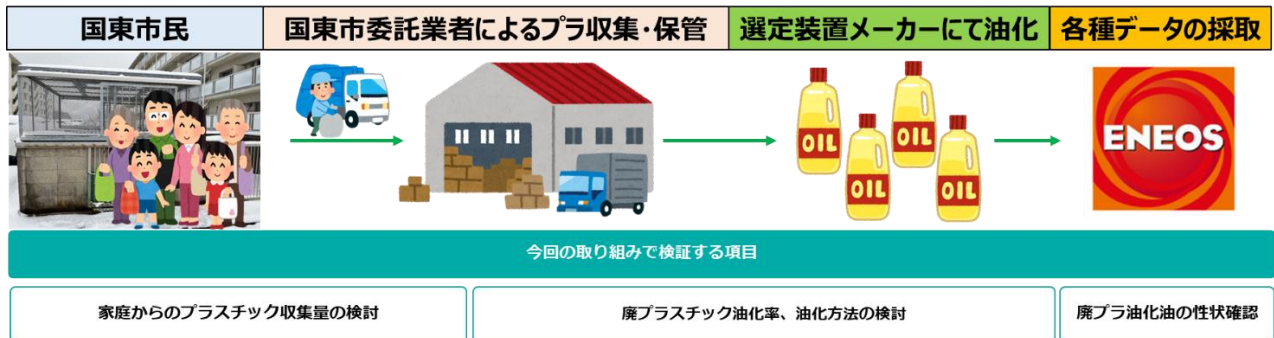 国東市民
国東市委託業者によるプラ収集・保管
選定装置メーカーにて油化
各種データの採取
OIL
OIL
OIL
OIL
ENEOS
今回の取り組みで検証する項目
家庭からのプラスチック収集量の検討
廃プラスチック油化率、油化方法の検討
廃プラ油化油の性状確認